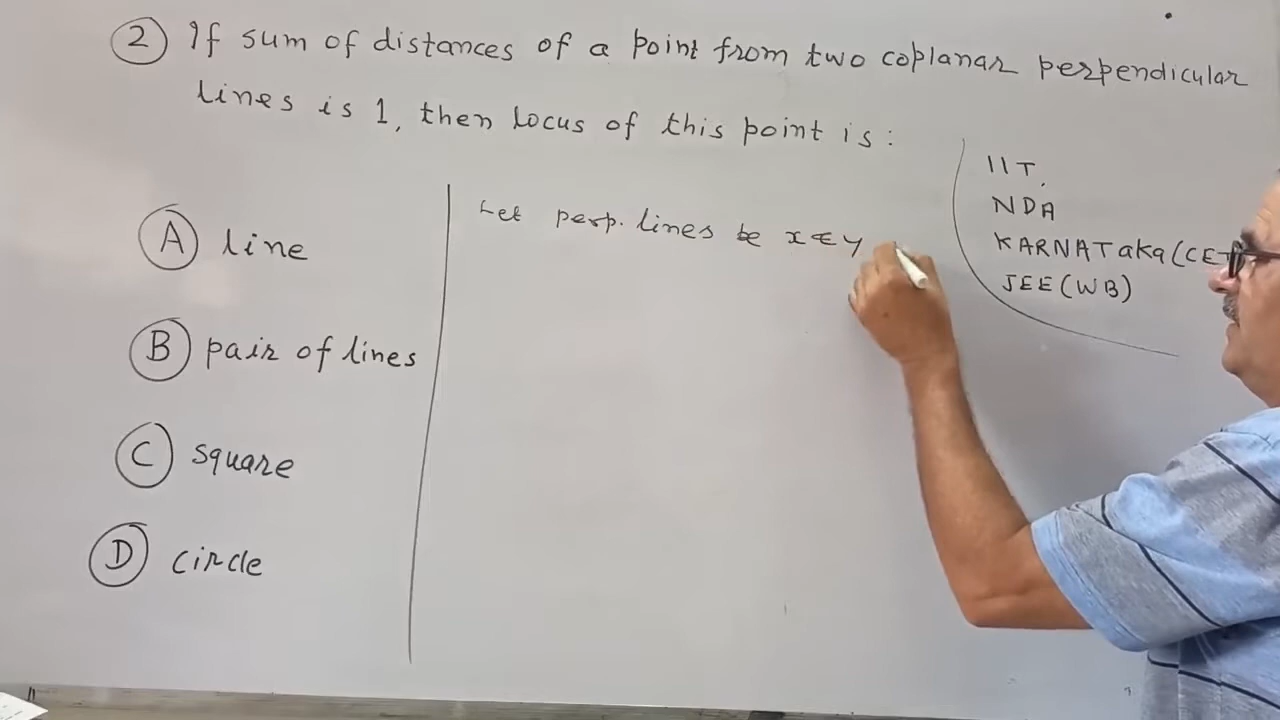 2 If sum of distances of a point from two coplanar perpendicular
lines is 1, then locus of this point is:
A line
B pair of lines
C square
D circle
Let perp. lines be x & y
IIT.
NDA
KARNATaka(CET)
JEE(WB)